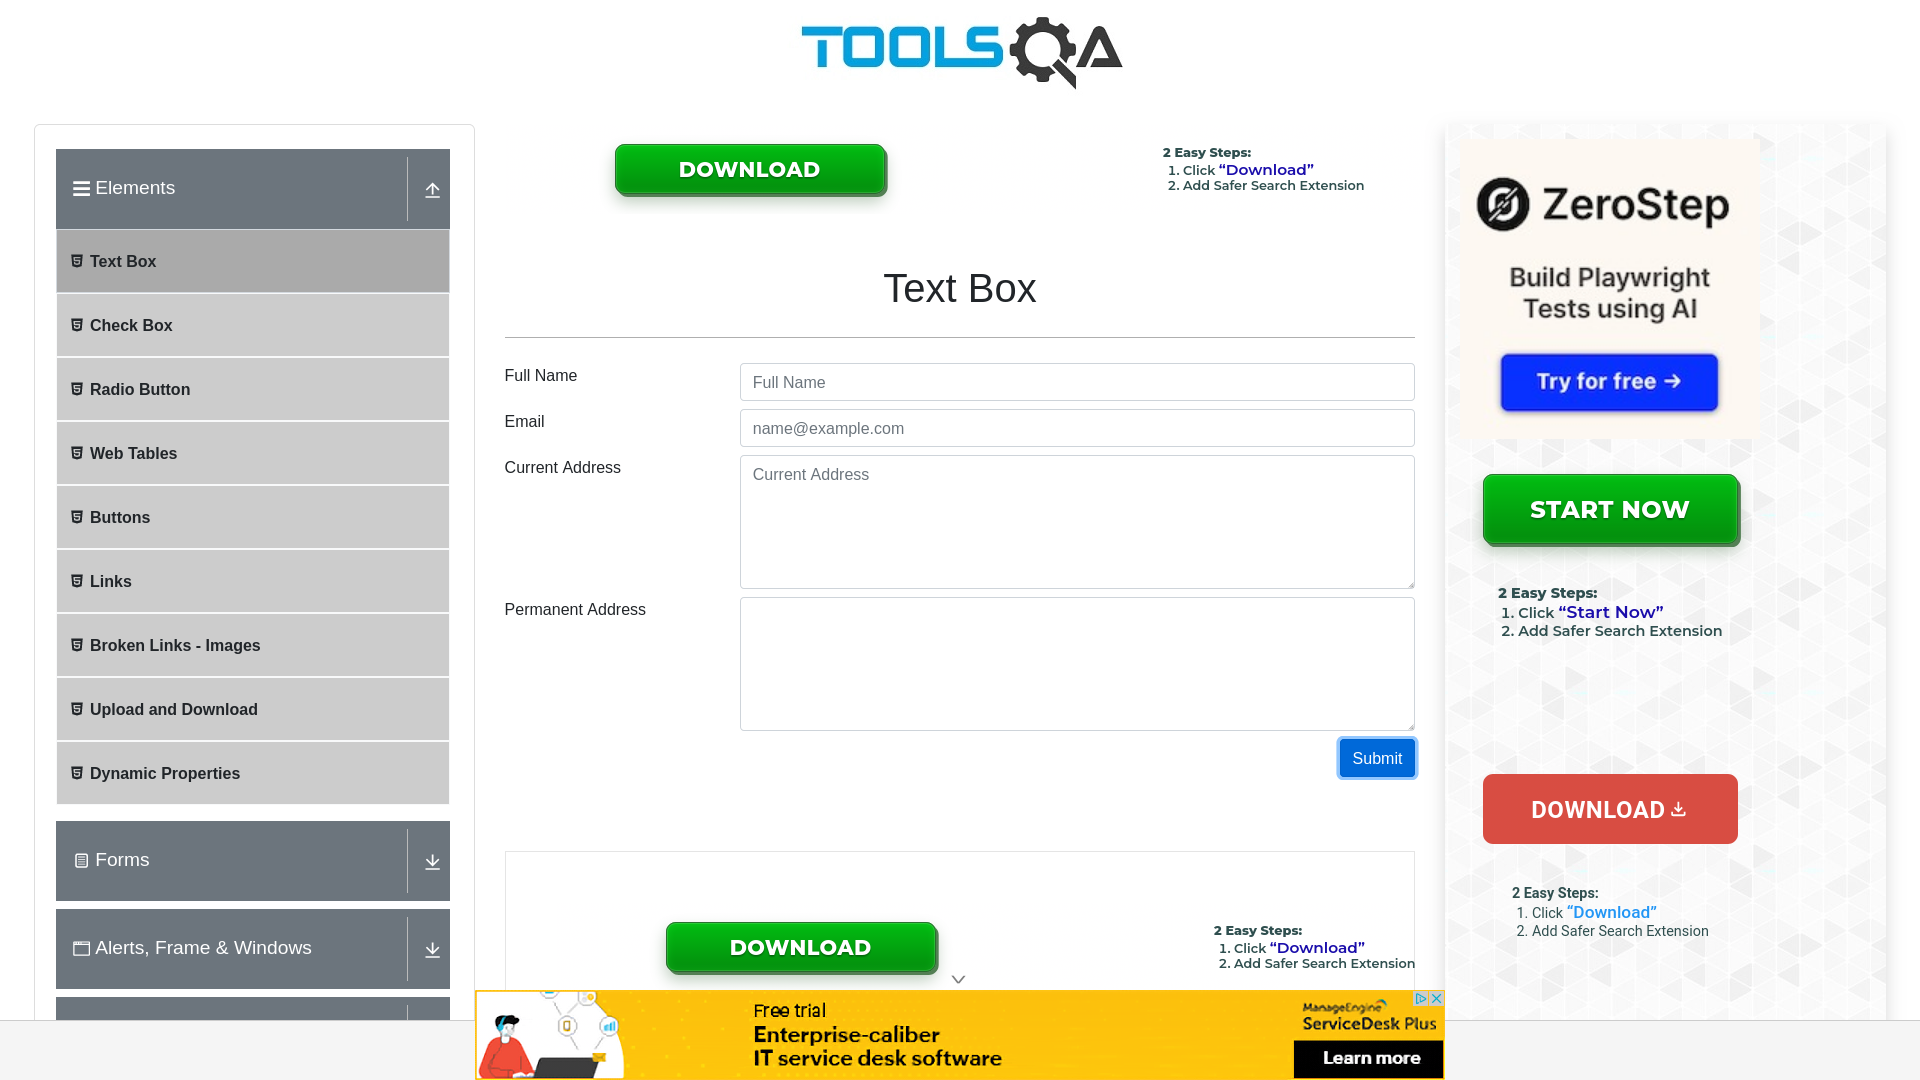 TOOLSQA
Elements
Text Box
Check Box
Radio Button
Web Tables
Buttons
Links
Broken Links - Images
Upload and Download
Dynamic Properties
Forms
Alerts, Frame & Windows
DOWNLOAD
2 Easy Steps:
1. Click “Download”
2. Add Safer Search Extension
Text Box
Full Name
Full Name
Email
name@example.com
Current Address
Current Address
Permanent Address
Submit
DOWNLOAD
2 Easy Steps:
1. Click “Download”
2. Add Safer Search Extension
Free trial
Enterprise-caliber
IT service desk software
ManageEngine
ServiceDesk Plus
Learn more
ZeroStep
Build Playwright
Tests using AI
Try for free →
START NOW
2 Easy Steps:
1. Click “Start Now”
2. Add Safer Search Extension
DOWNLOAD
2 Easy Steps:
1. Click “Download”
2. Add Safer Search Extension